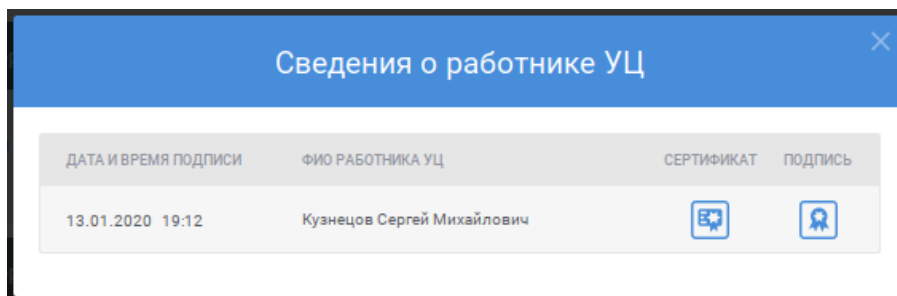 Сведения о работнике УЦ
ДАТА И ВРЕМЯ ПОДПИСИ ФИО РАБОТНИКА УЦ СЕРТИФИКАТ ПОДПИСЬ
13.01.2020 19:12 Кузнецов Сергей Михайлович